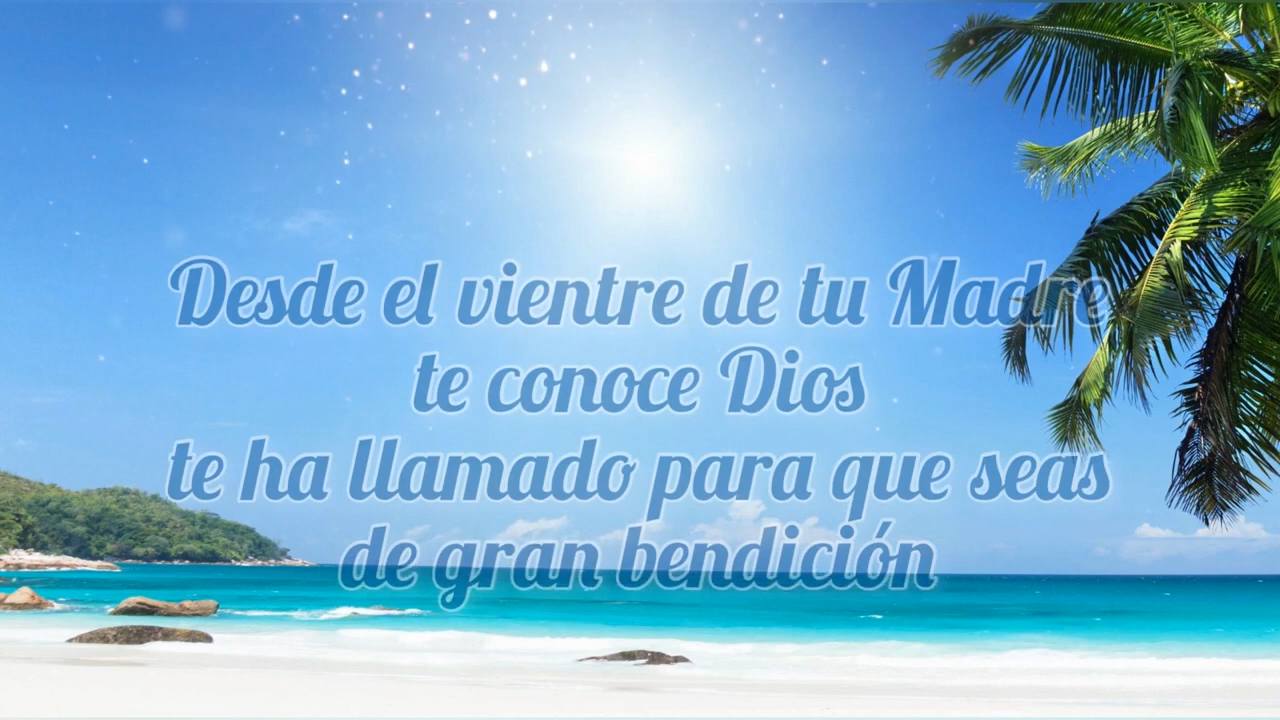 Desde el vientre de tu Madre
te conoce Dios
te ha llamado para que seas
de gran bendición